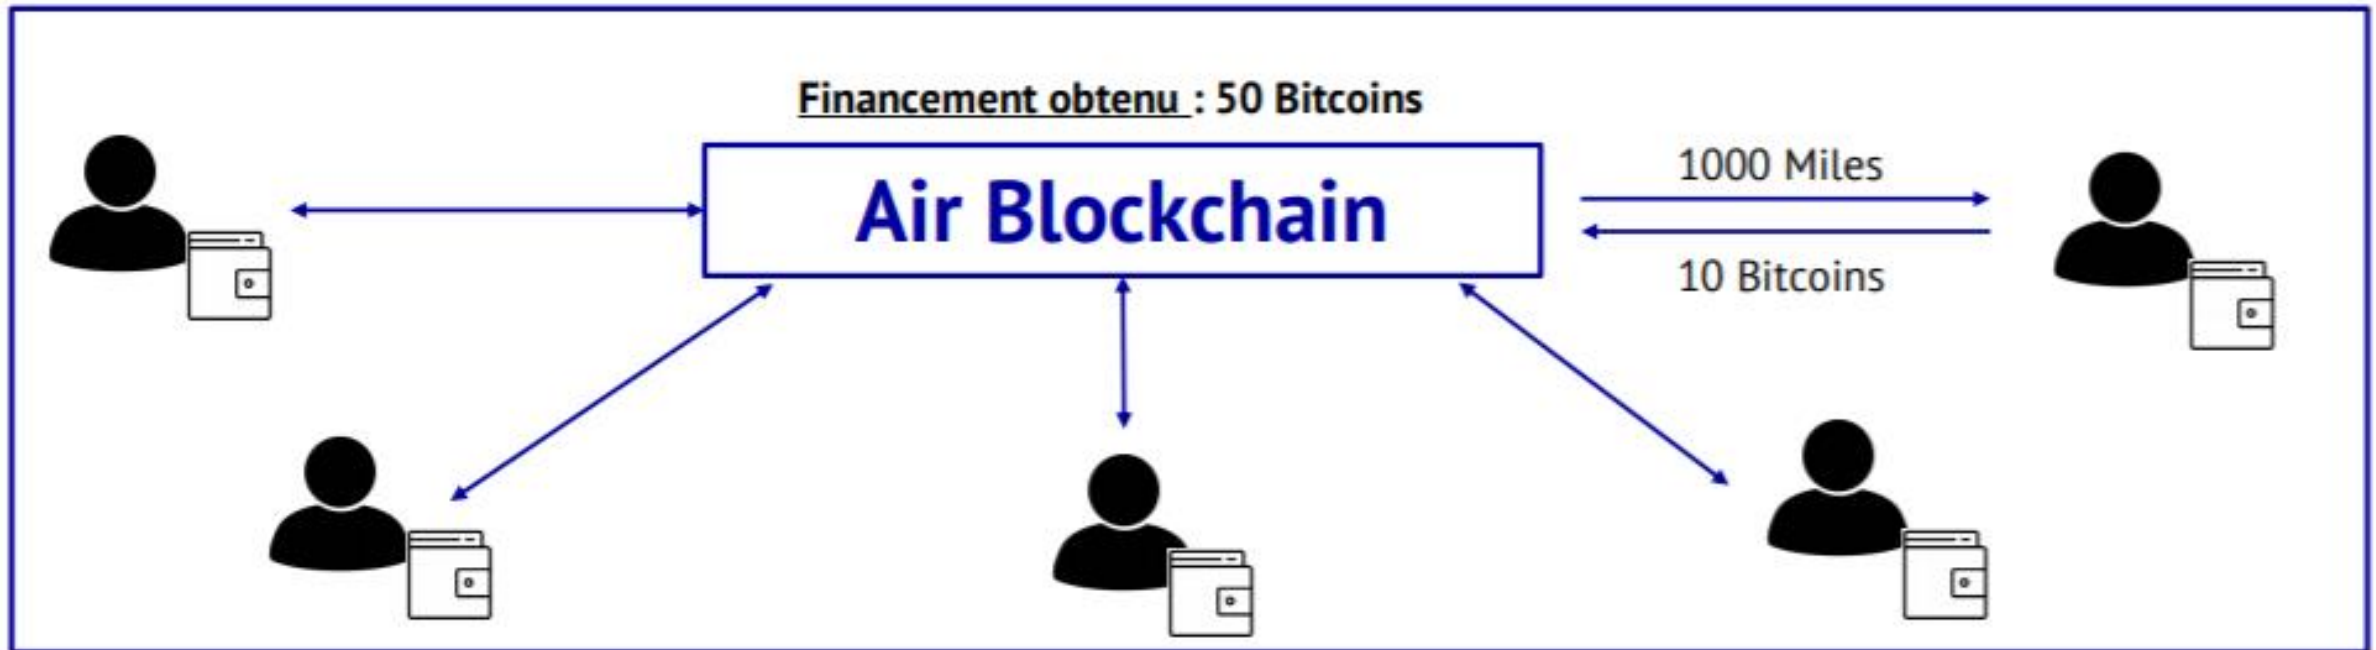 Financement obtenu : 50 Bitcoins
Air Blockchain
1000 Miles
10 Bitcoins